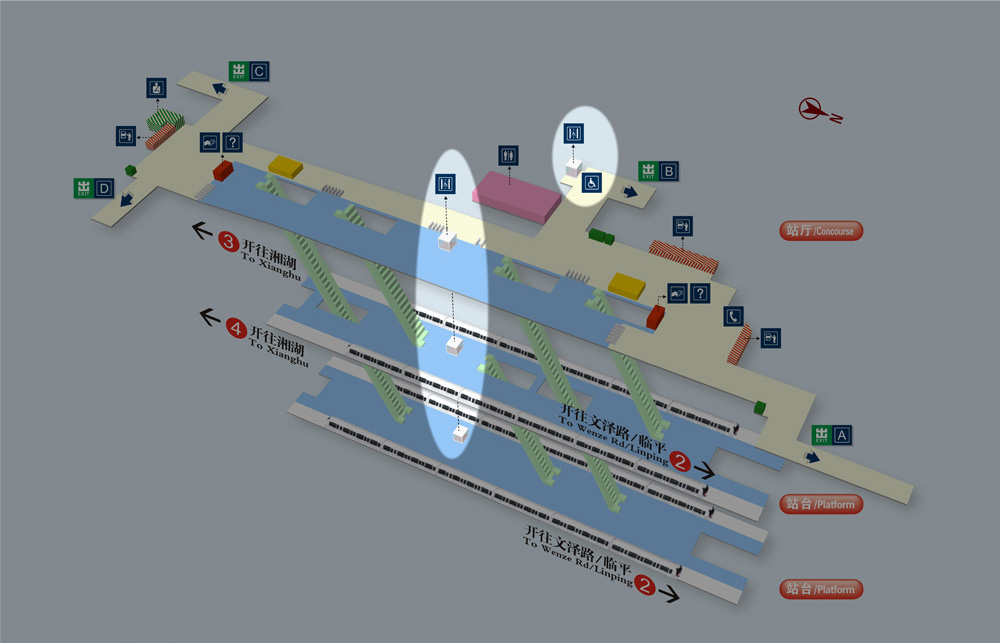 出 EXIT C
出 EXIT D
?
出 EXIT B
N
站厅/Concourse
3 开往湘湖
To Xianghu
?
4 开往湘湖
To Xianghu
出 EXIT A
开往文泽路/临平
To Wenze Rd/Linping 2
站台/Platform
开往文泽路/临平
To Wenze Rd/Linping 2
站台/Platform